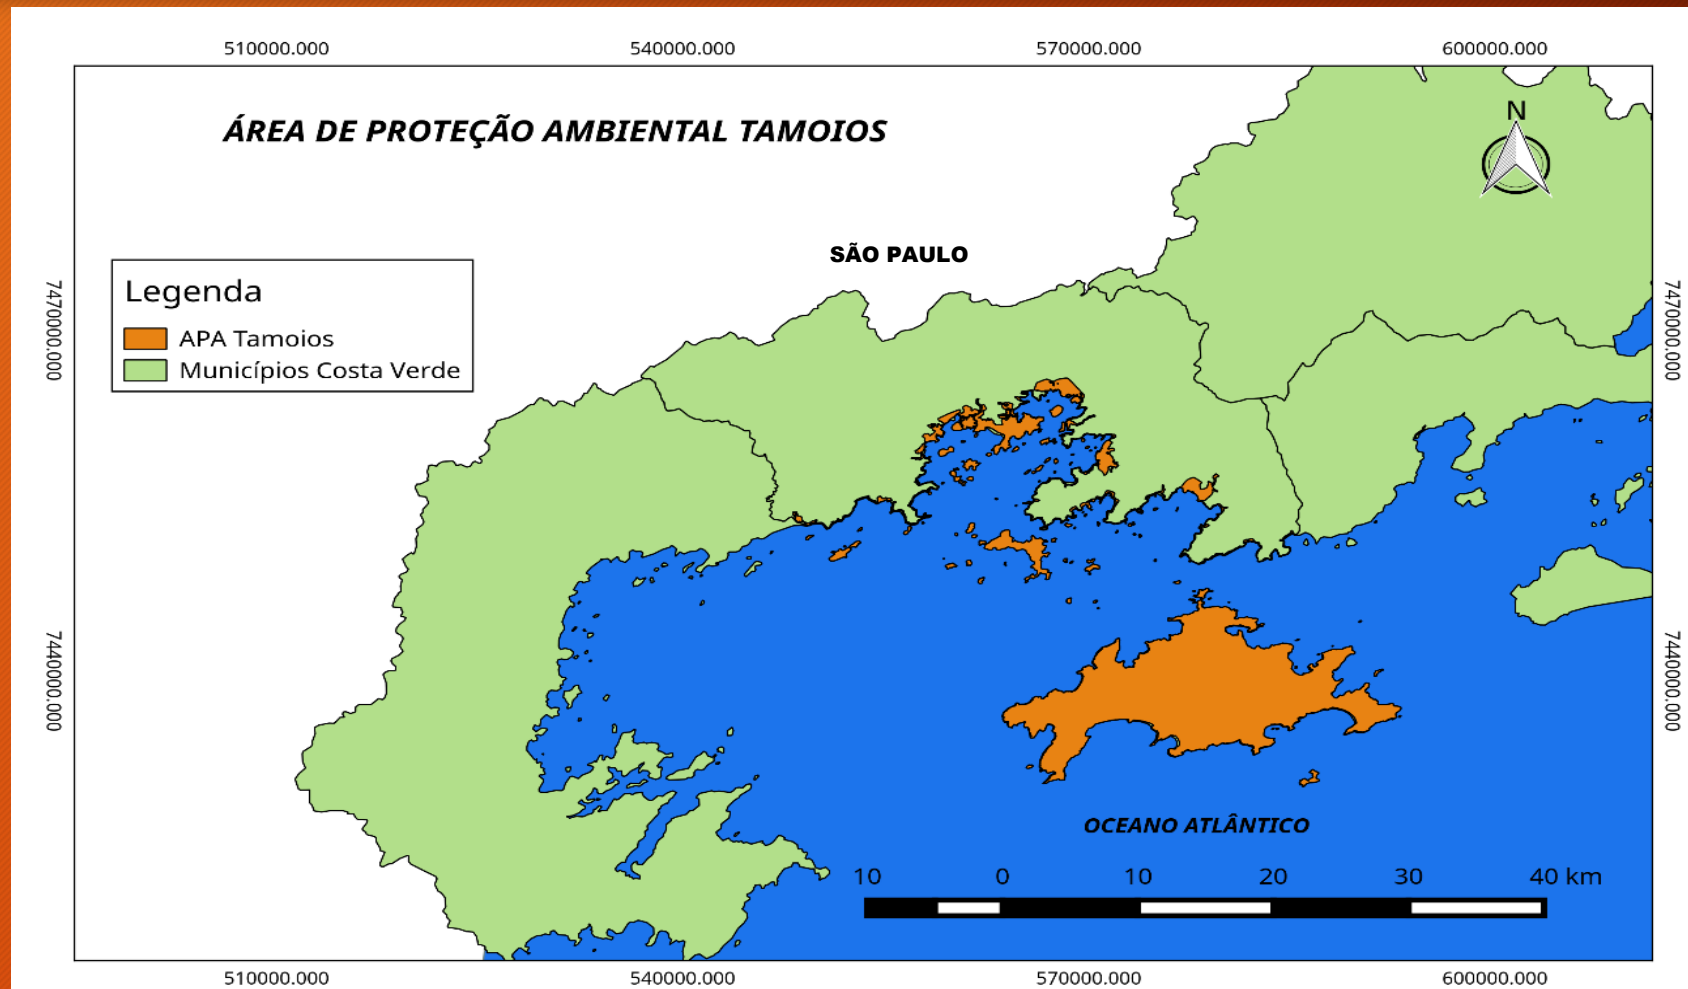 510000.000 540000.000 570000.000 600000.000
ÁREA DE PROTEÇÃO AMBIENTAL TAMOIOS
N
SÃO PAULO
Legenda
APA Tamoios
Municípios Costa Verde
7470000.000 7470000.000
7440000.000 7440000.000
OCEANO ATLÂNTICO
10 0 10 20 30 40 km
510000.000 540000.000 570000.000 600000.000